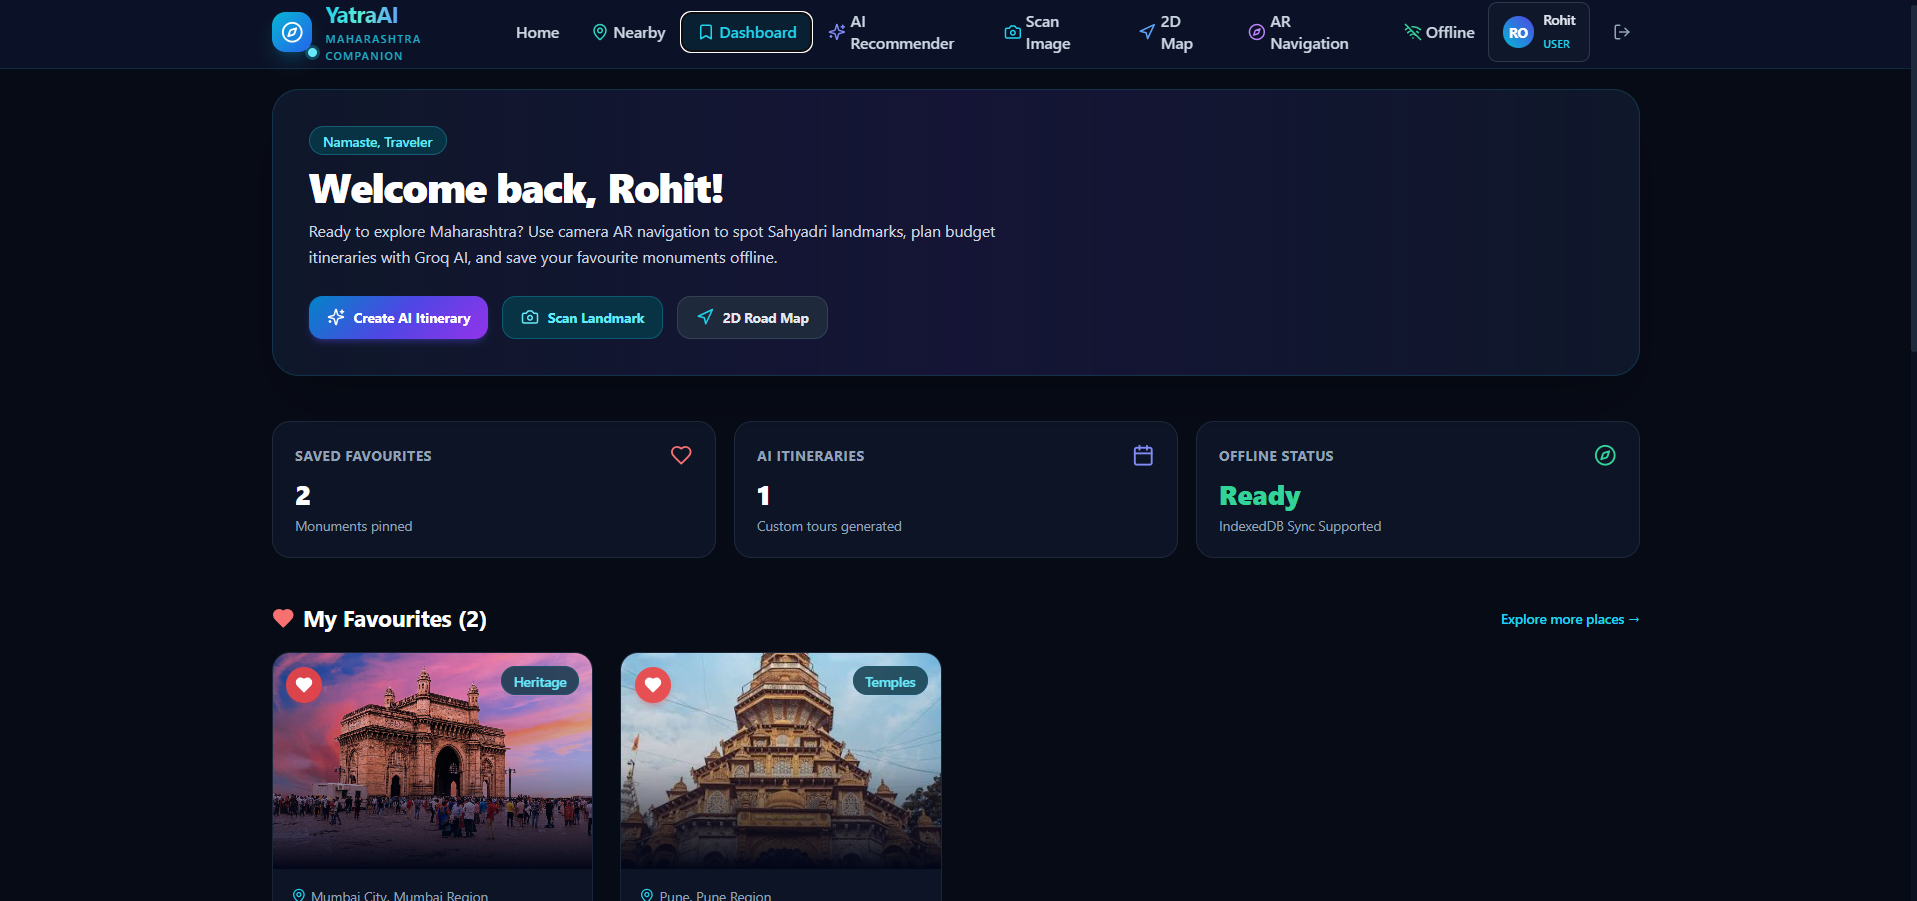 YatraAI
MAHARASHTRA
COMPANION
Home
Nearby
Dashboard
AI
Recommender
Scan
Image
2D
Map
AR
Navigation
Offline
RO
Rohit
USER
Namaste, Traveler
Welcome back, Rohit!
Ready to explore Maharashtra? Use camera AR navigation to spot Sahyadri landmarks, plan budget
itineraries with Groq AI, and save your favourite monuments offline.
Create AI Itinerary
Scan Landmark
2D Road Map
SAVED FAVOURITES
2
Monuments pinned
AI ITINERARIES
1
Custom tours generated
OFFLINE STATUS
Ready
IndexedDB Sync Supported
My Favourites (2)
Explore more places →
Heritage
Temples
Mumbai City, Mumbai Region
Pune, Pune Region